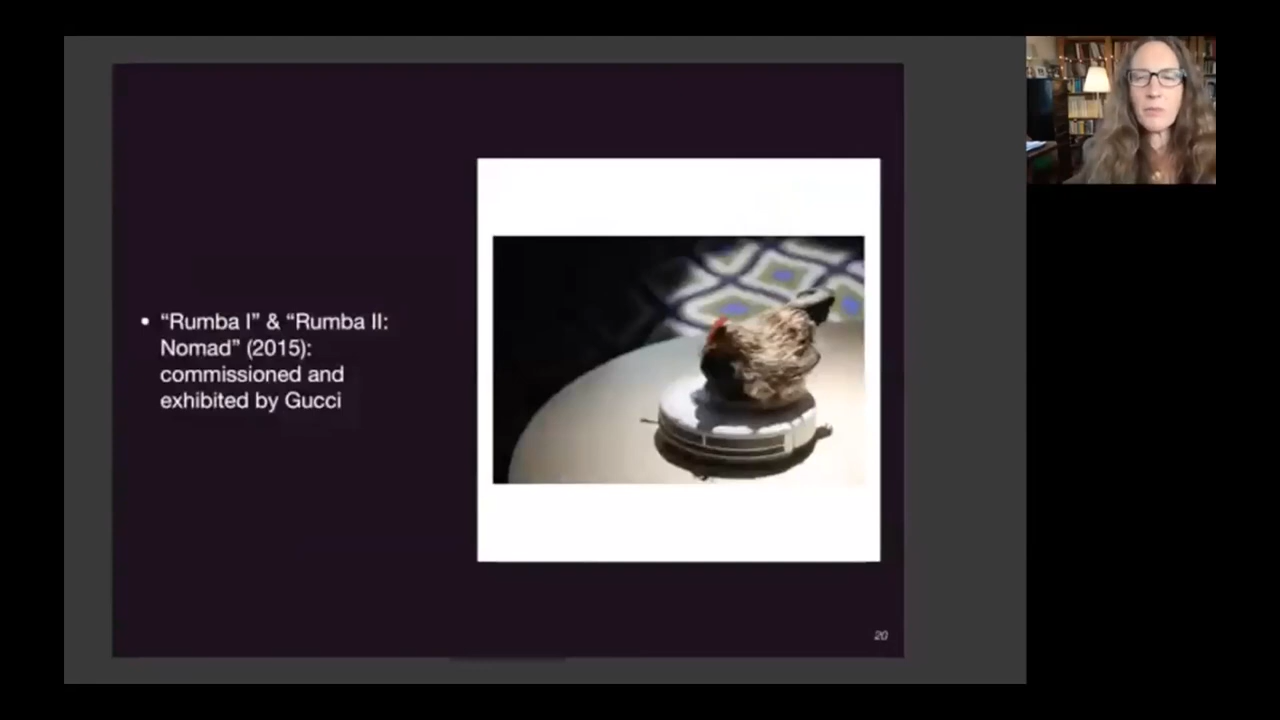 • “Rumba I” & “Rumba II:
Nomad” (2015):
commissioned and
exhibited by Gucci
20